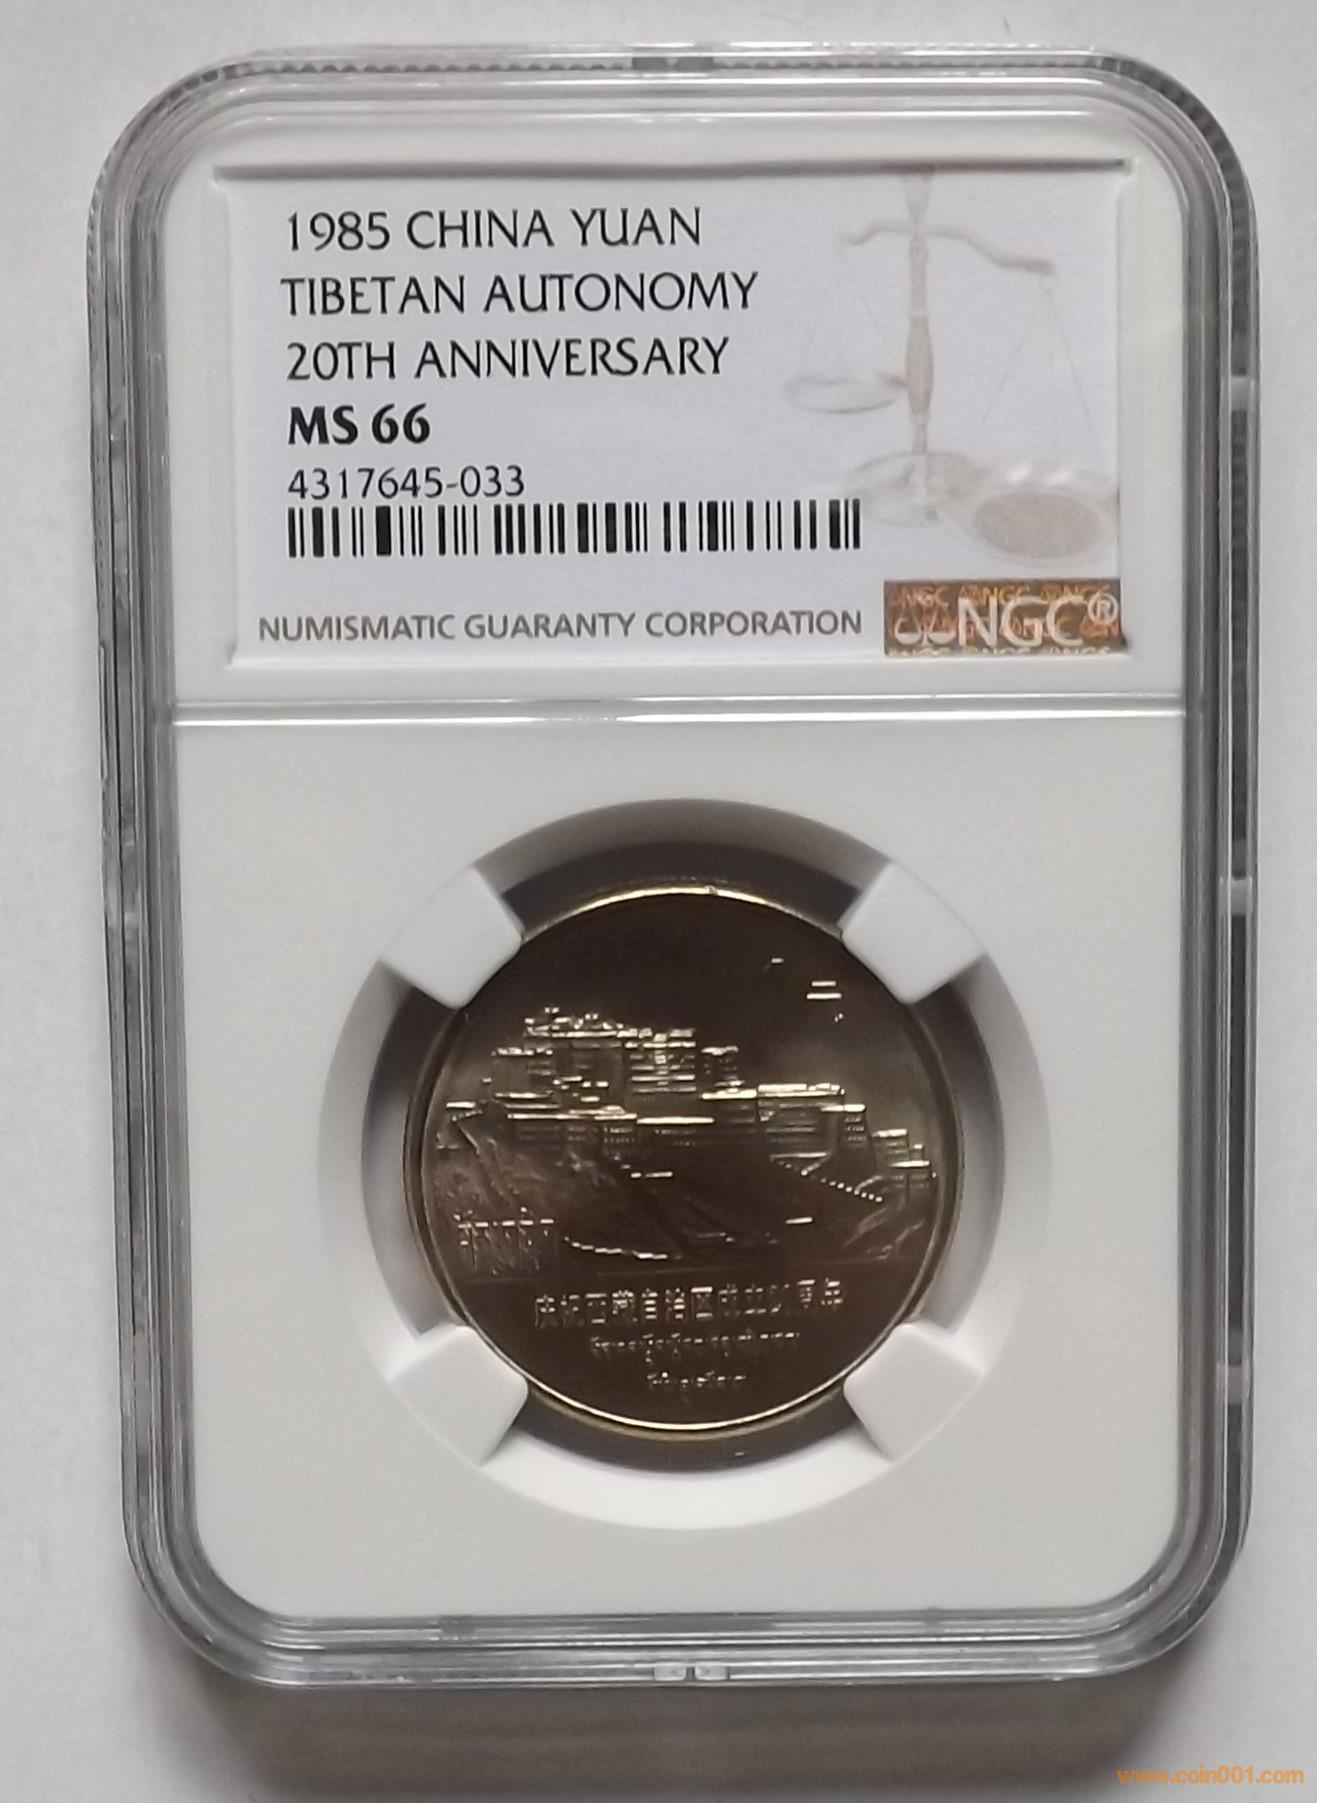 1985 CHINA YUAN
TIBETAN AUTONOMY
20TH ANNIVERSARY
MS 66
4317645-033
NUMISMATIC GUARANTY CORPORATION
NGC®
庆祝西藏自治区成立20周年
www.coin001.com